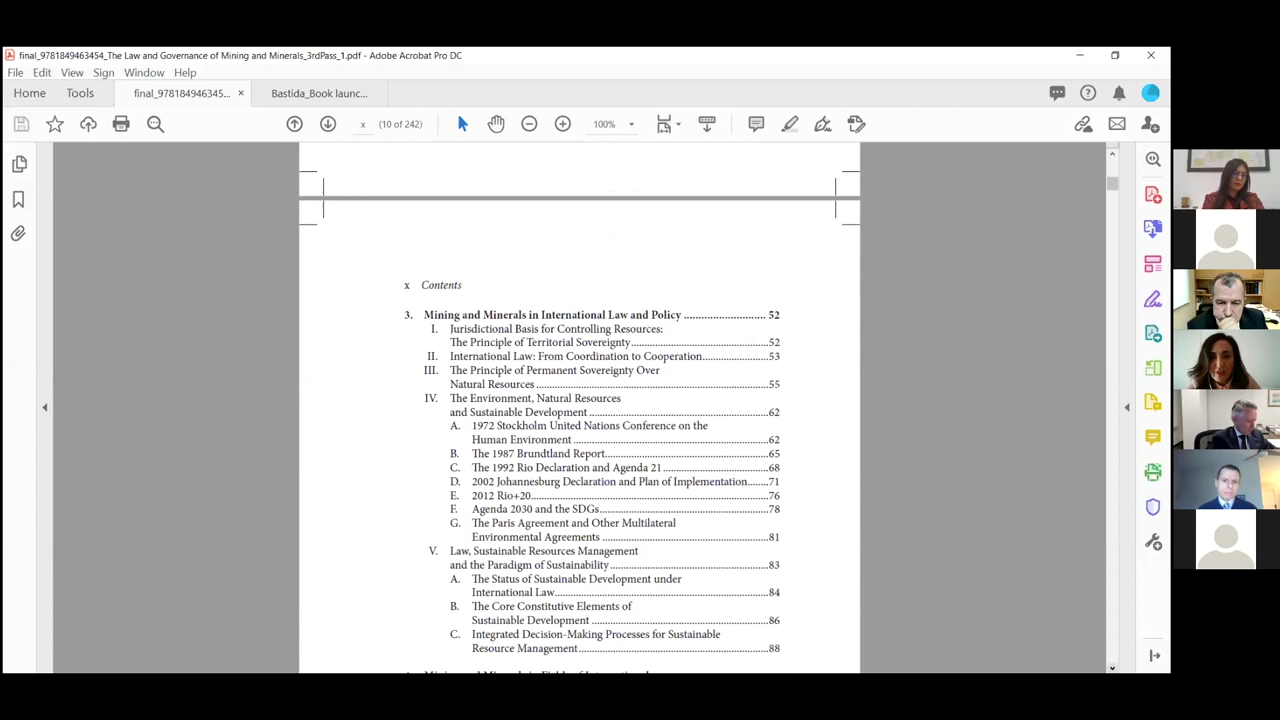 final_9781849463454_The Law and Governance of Mining and Minerals_3rdPass_1.pdf - Adobe Acrobat Pro DC
File Edit View Sign Window Help
Home Tools final_978184946345... × Bastida_Book launc...
x (10 of 242) 100%
x Contents
3. Mining and Minerals in International Law and Policy ............................ 52
I. Jurisdictional Basis for Controlling Resources:
The Principle of Territorial Sovereignty..................................................52
II. International Law: From Coordination to Cooperation.......................53
III. The Principle of Permanent Sovereignty Over
Natural Resources ...................................................................................55
IV. The Environment, Natural Resources
and Sustainable Development ................................................................62
A. 1972 Stockholm United Nations Conference on the
Human Environment .......................................................................62
B. The 1987 Brundtland Report..........................................................65
C. The 1992 Rio Declaration and Agenda 21......................................68
D. 2002 Johannesburg Declaration and Plan of Implementation.......71
E. 2012 Rio+20....................................................................................76
F. Agenda 2030 and the SDGs............................................................78
G. The Paris Agreement and Other Multilateral
Environmental Agreements ............................................................81
V. Law, Sustainable Resources Management
and the Paradigm of Sustainability.........................................................83
A. The Status of Sustainable Development under
International Law............................................................................84
B. The Core Constitutive Elements of
Sustainable Development ...............................................................86
C. Integrated Decision-Making Processes for Sustainable
Resource Management....................................................................88